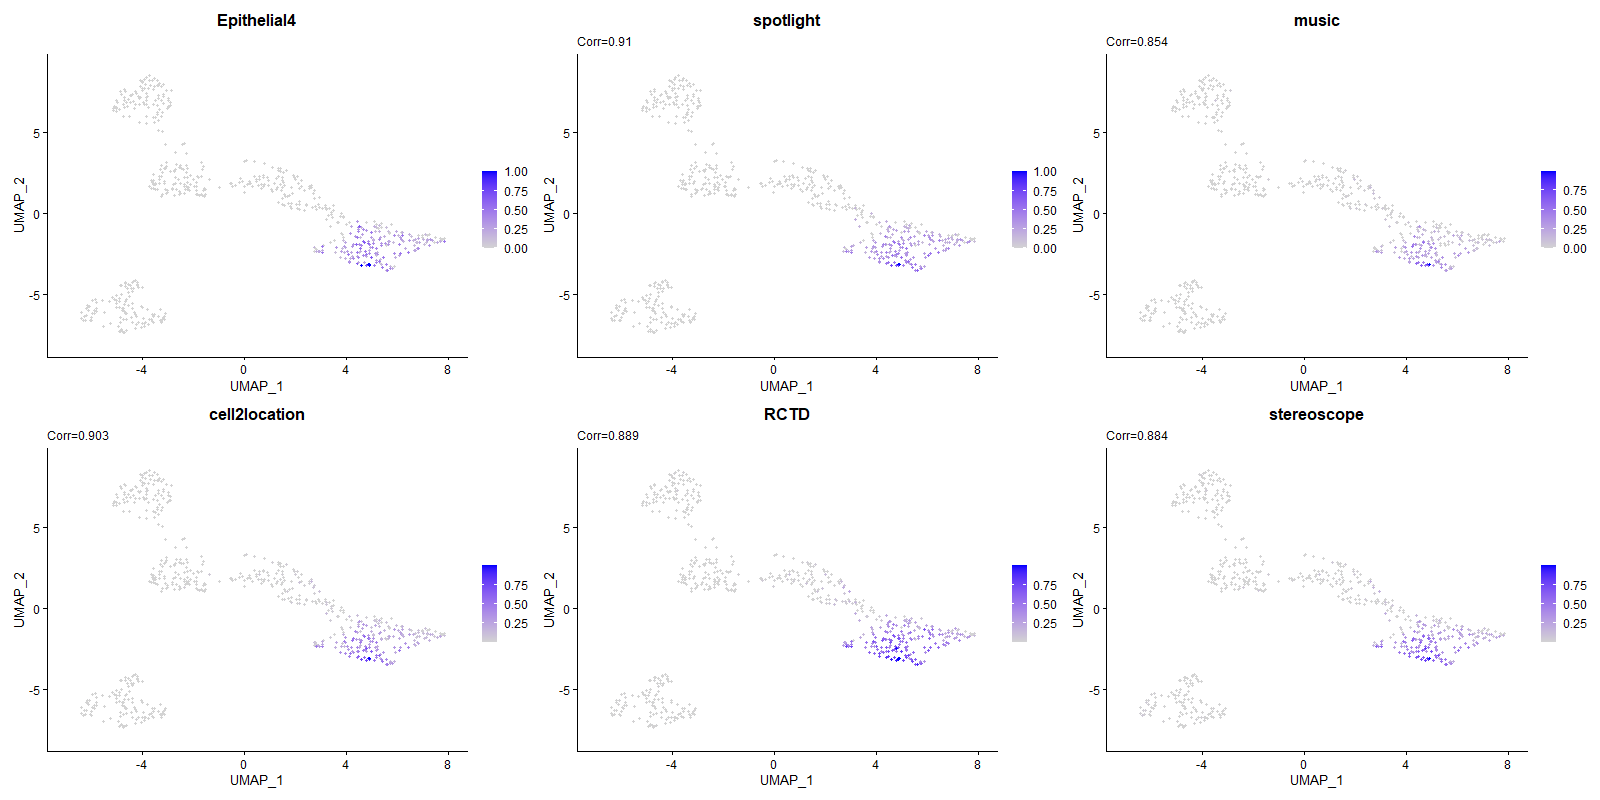 Epithelial4
UMAP_2
5
0
-5
-4
0
4
8
UMAP_1
1.00
0.75
0.50
0.25
0.00
spotlight
Corr=0.91
UMAP_2
5
0
-5
-4
0
4
8
UMAP_1
1.00
0.75
0.50
0.25
0.00
music
Corr=0.854
UMAP_2
5
0
-5
-4
0
4
8
UMAP_1
0.75
0.50
0.25
0.00
cell2location
Corr=0.903
UMAP_2
5
0
-5
-4
0
4
8
UMAP_1
0.75
0.50
0.25
RCTD
Corr=0.889
UMAP_2
5
0
-5
-4
0
4
8
UMAP_1
0.75
0.50
0.25
stereoscope
Corr=0.884
UMAP_2
5
0
-5
-4
0
4
8
UMAP_1
0.75
0.50
0.25